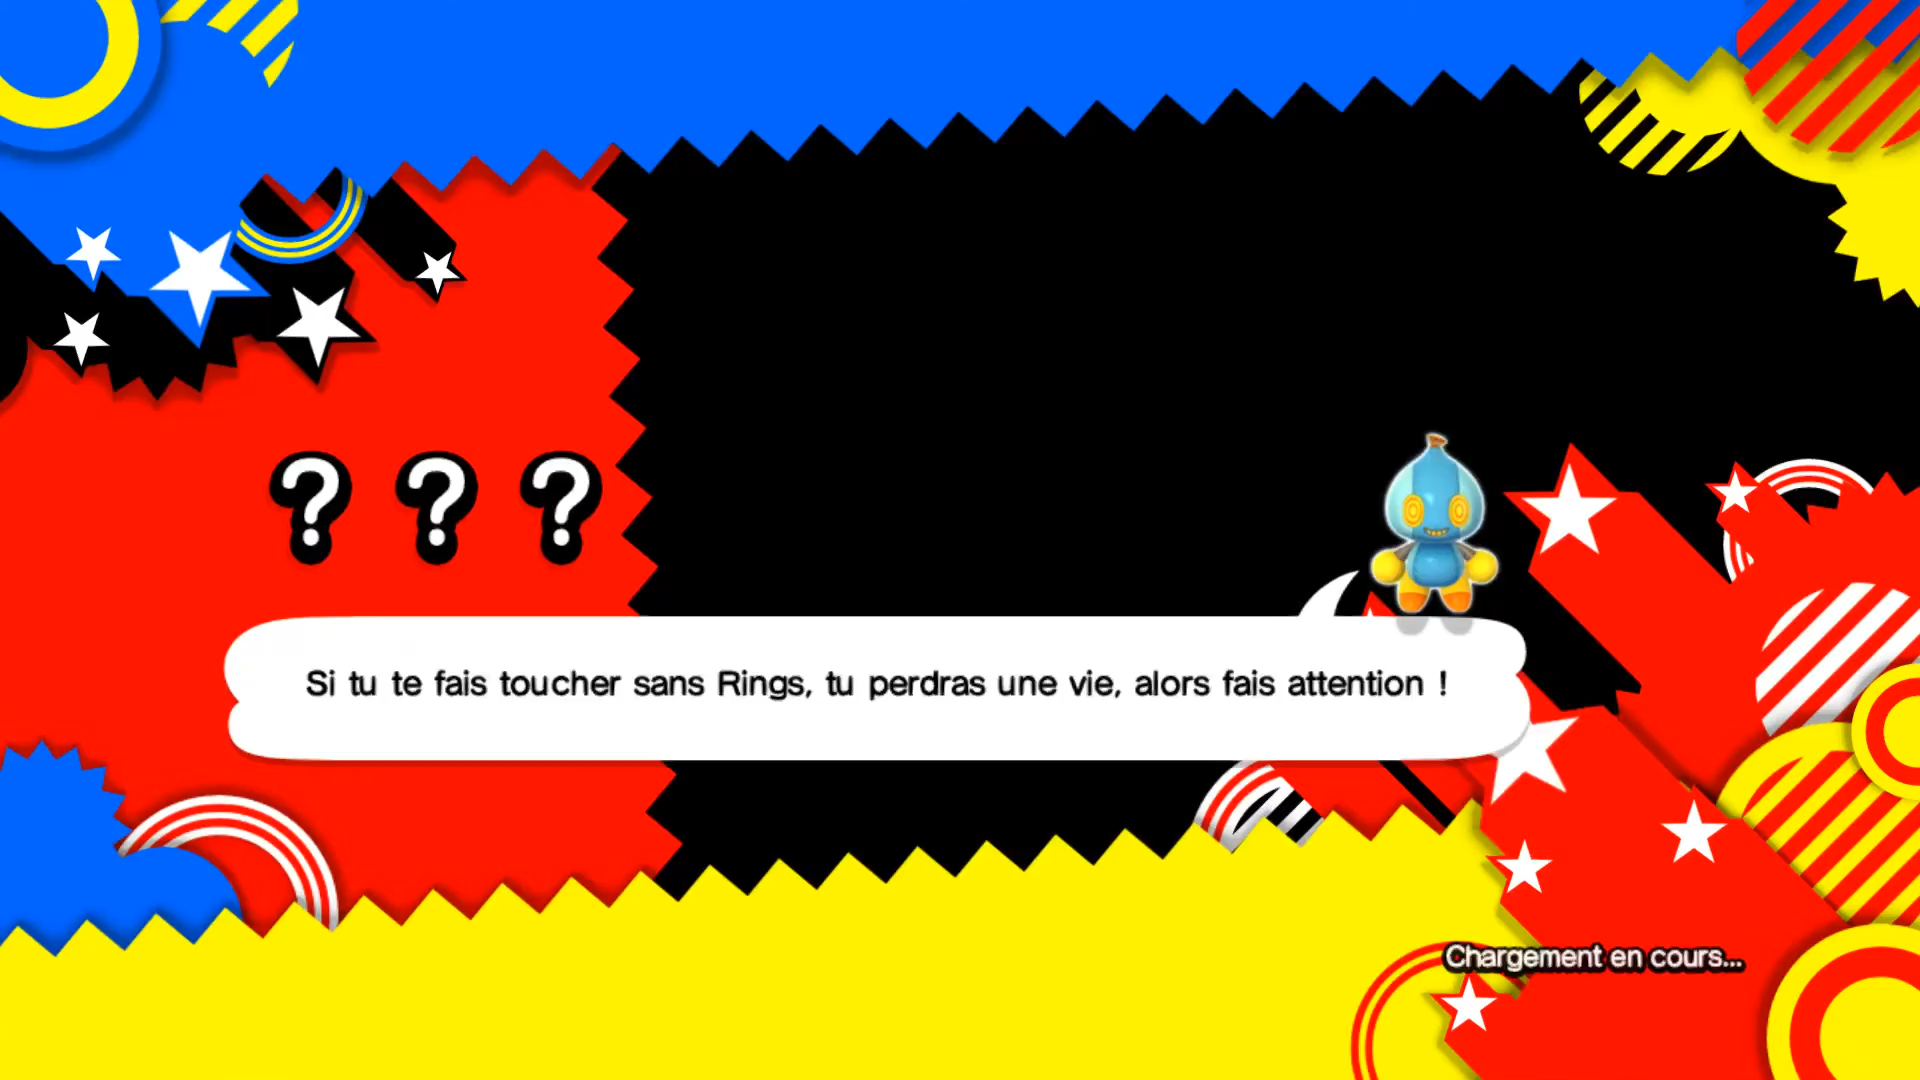 ? ? ?
Si tu te fais toucher sans Rings, tu perdras une vie, alors fais attention !
Chargement en cours...